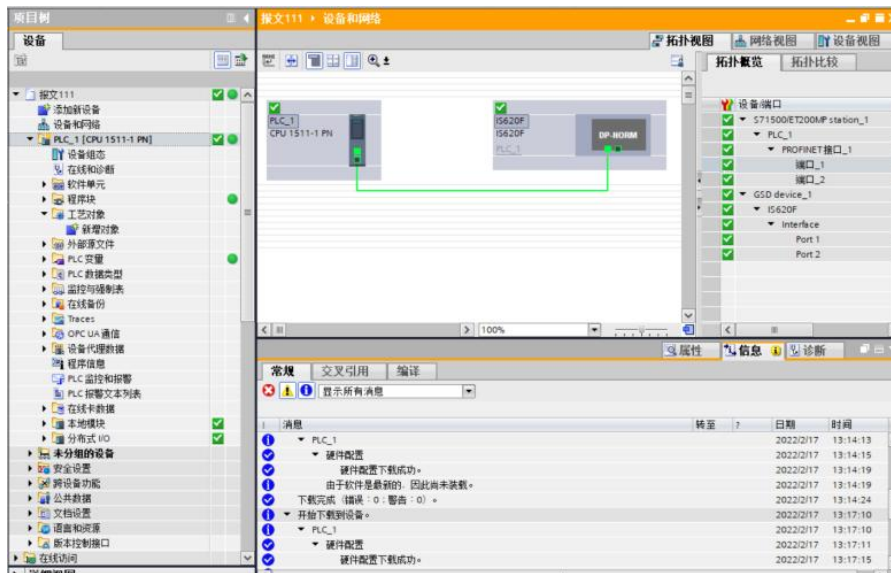 项目树
报文111 ▸ 设备和网络
设备
拓扑视图
网络视图
设备视图
报文111
添加新设备
设备和网络
PLC_1 [CPU 1511-1 PN]
设备组态
在线和诊断
软件单元
程序块
工艺对象
新增对象
外部源文件
PLC 变量
PLC 数据类型
监控与强制表
在线备份
Traces
OPC UA 通信
设备代理数据
程序信息
PLC 监控和报警
PLC 报警文本列表
在线卡数据
本地模块
分布式 I/O
未分组的设备
安全设置
跨设备功能
公共数据
文档设置
语言和资源
版本控制接口
在线访问
详细视图
PLC_1
CPU 1511-1 PN
IS620F
IS620F
PLC_1
DP-NORM
100%
拓扑概览
拓扑比较
设备/端口
S71500/ET200MP station_1
PLC_1
PROFINET接口_1
端口_1
端口_2
GSD device_1
IS620F
Interface
Port 1
Port 2
属性
信息
诊断
常规
交叉引用
编译
显示所有消息
! 消息 转至 ? 日期 时间
PLC_1 2022/2/17 13:14:13
硬件配置 2022/2/17 13:14:15
硬件配置下载成功。 2022/2/17 13:14:19
由于软件是最新的，因此尚未装载。 2022/2/17 13:14:19
下载完成（错误：0；警告：0）。 2022/2/17 13:14:24
开始下载到设备。 2022/2/17 13:17:10
PLC_1 2022/2/17 13:17:10
硬件配置 2022/2/17 13:17:11
硬件配置下载成功。 2022/2/17 13:17:15